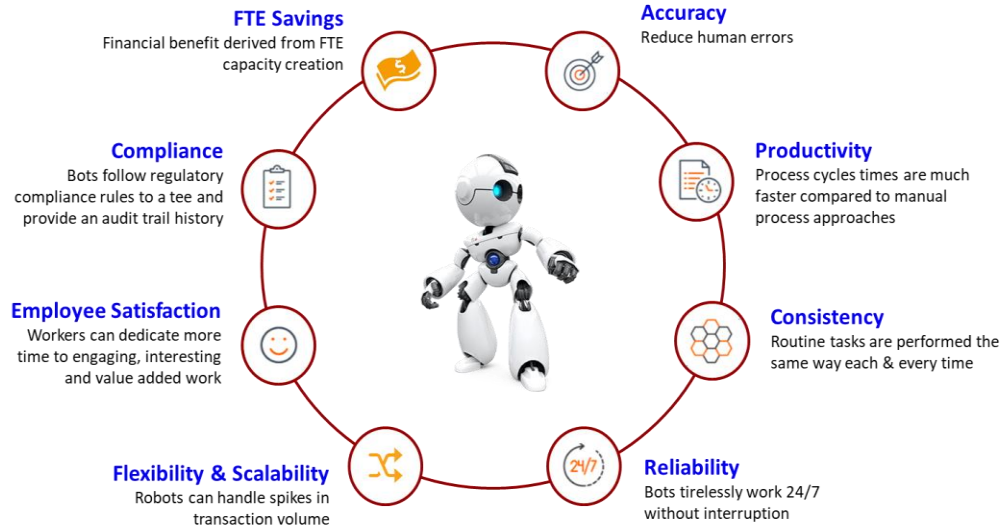 FTE Savings
Financial benefit derived from FTE
capacity creation
Accuracy
Reduce human errors
Compliance
Bots follow regulatory
compliance rules to a tee and
provide an audit trail history
Productivity
Process cycles times are much
faster compared to manual
process approaches
Employee Satisfaction
Workers can dedicate more
time to engaging, interesting
and value added work
Consistency
Routine tasks are performed the
same way each & every time
Flexibility & Scalability
Robots can handle spikes in
transaction volume
24/7
Reliability
Bots tirelessly work 24/7
without interruption
$